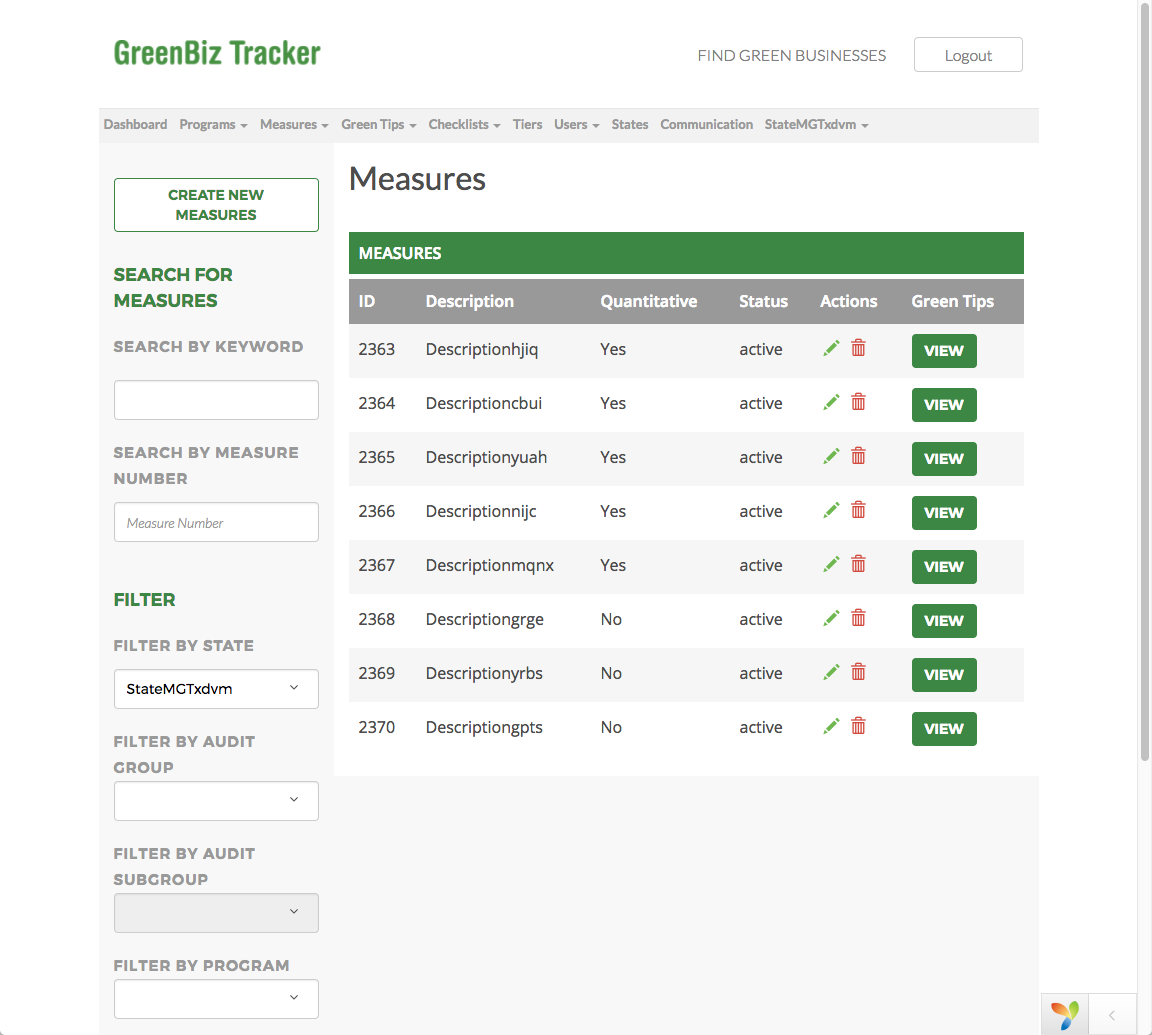 GreenBiz Tracker
FIND GREEN BUSINESSES
Logout
Dashboard Programs Measures Green Tips Checklists Tiers Users States Communication StateMGTxdvm
CREATE NEW
MEASURES
SEARCH FOR
MEASURES
SEARCH BY KEYWORD
SEARCH BY MEASURE
NUMBER
Measure Number
FILTER
FILTER BY STATE
StateMGTxdvm
FILTER BY AUDIT
GROUP
FILTER BY AUDIT
SUBGROUP
FILTER BY PROGRAM
Measures
MEASURES
ID Description Quantitative Status Actions Green Tips
2363 Descriptionhjiq Yes active VIEW
2364 Descriptioncbui Yes active VIEW
2365 Descriptionyuah Yes active VIEW
2366 Descriptionnijc Yes active VIEW
2367 Descriptionmqnx Yes active VIEW
2368 Descriptiongrge No active VIEW
2369 Descriptionyrbs No active VIEW
2370 Descriptiongpts No active VIEW